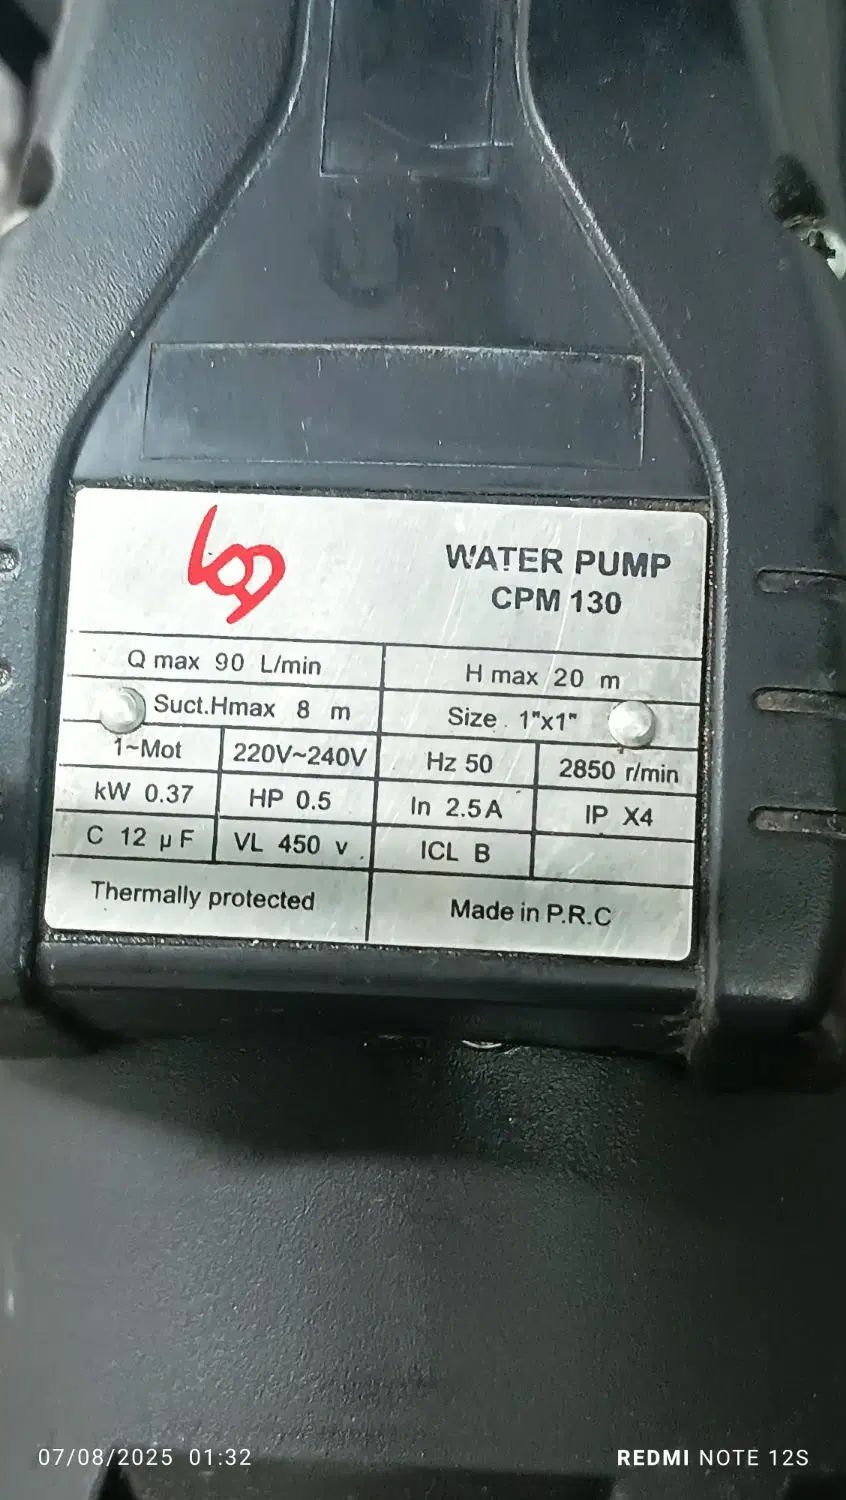 WATER PUMP
CPM 130
Q max 90 L/min
H max 20 m
Suct.Hmax 8 m
Size 1"x1"
1~Mot
220V~240V
Hz 50
2850 r/min
kW 0.37
HP 0.5
In 2.5A
IP X4
C 12 µF
VL 450 v
ICL B
Thermally protected
Made in P.R.C
07/08/2025 01:32
REDMI NOTE 12S